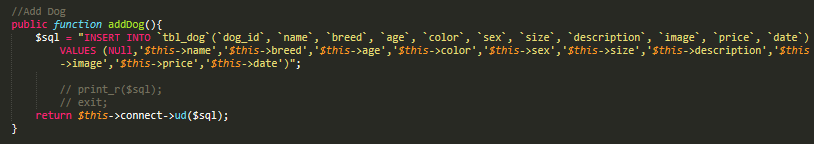 //Add Dog
public function addDog(){
$sql = "INSERT INTO `tbl_dog`(`dog_id`, `name`, `breed`, `age`, `color`, `sex`, `size`, `description`, `image`, `price`, `date`)
VALUES (Null,'$this->name','$this->breed','$this->age','$this->color','$this->sex','$this->size','$this->description','$this
->image','$this->price','$this->date')";
// print_r($sql);
// exit;
return $this->connect->ud($sql);
}